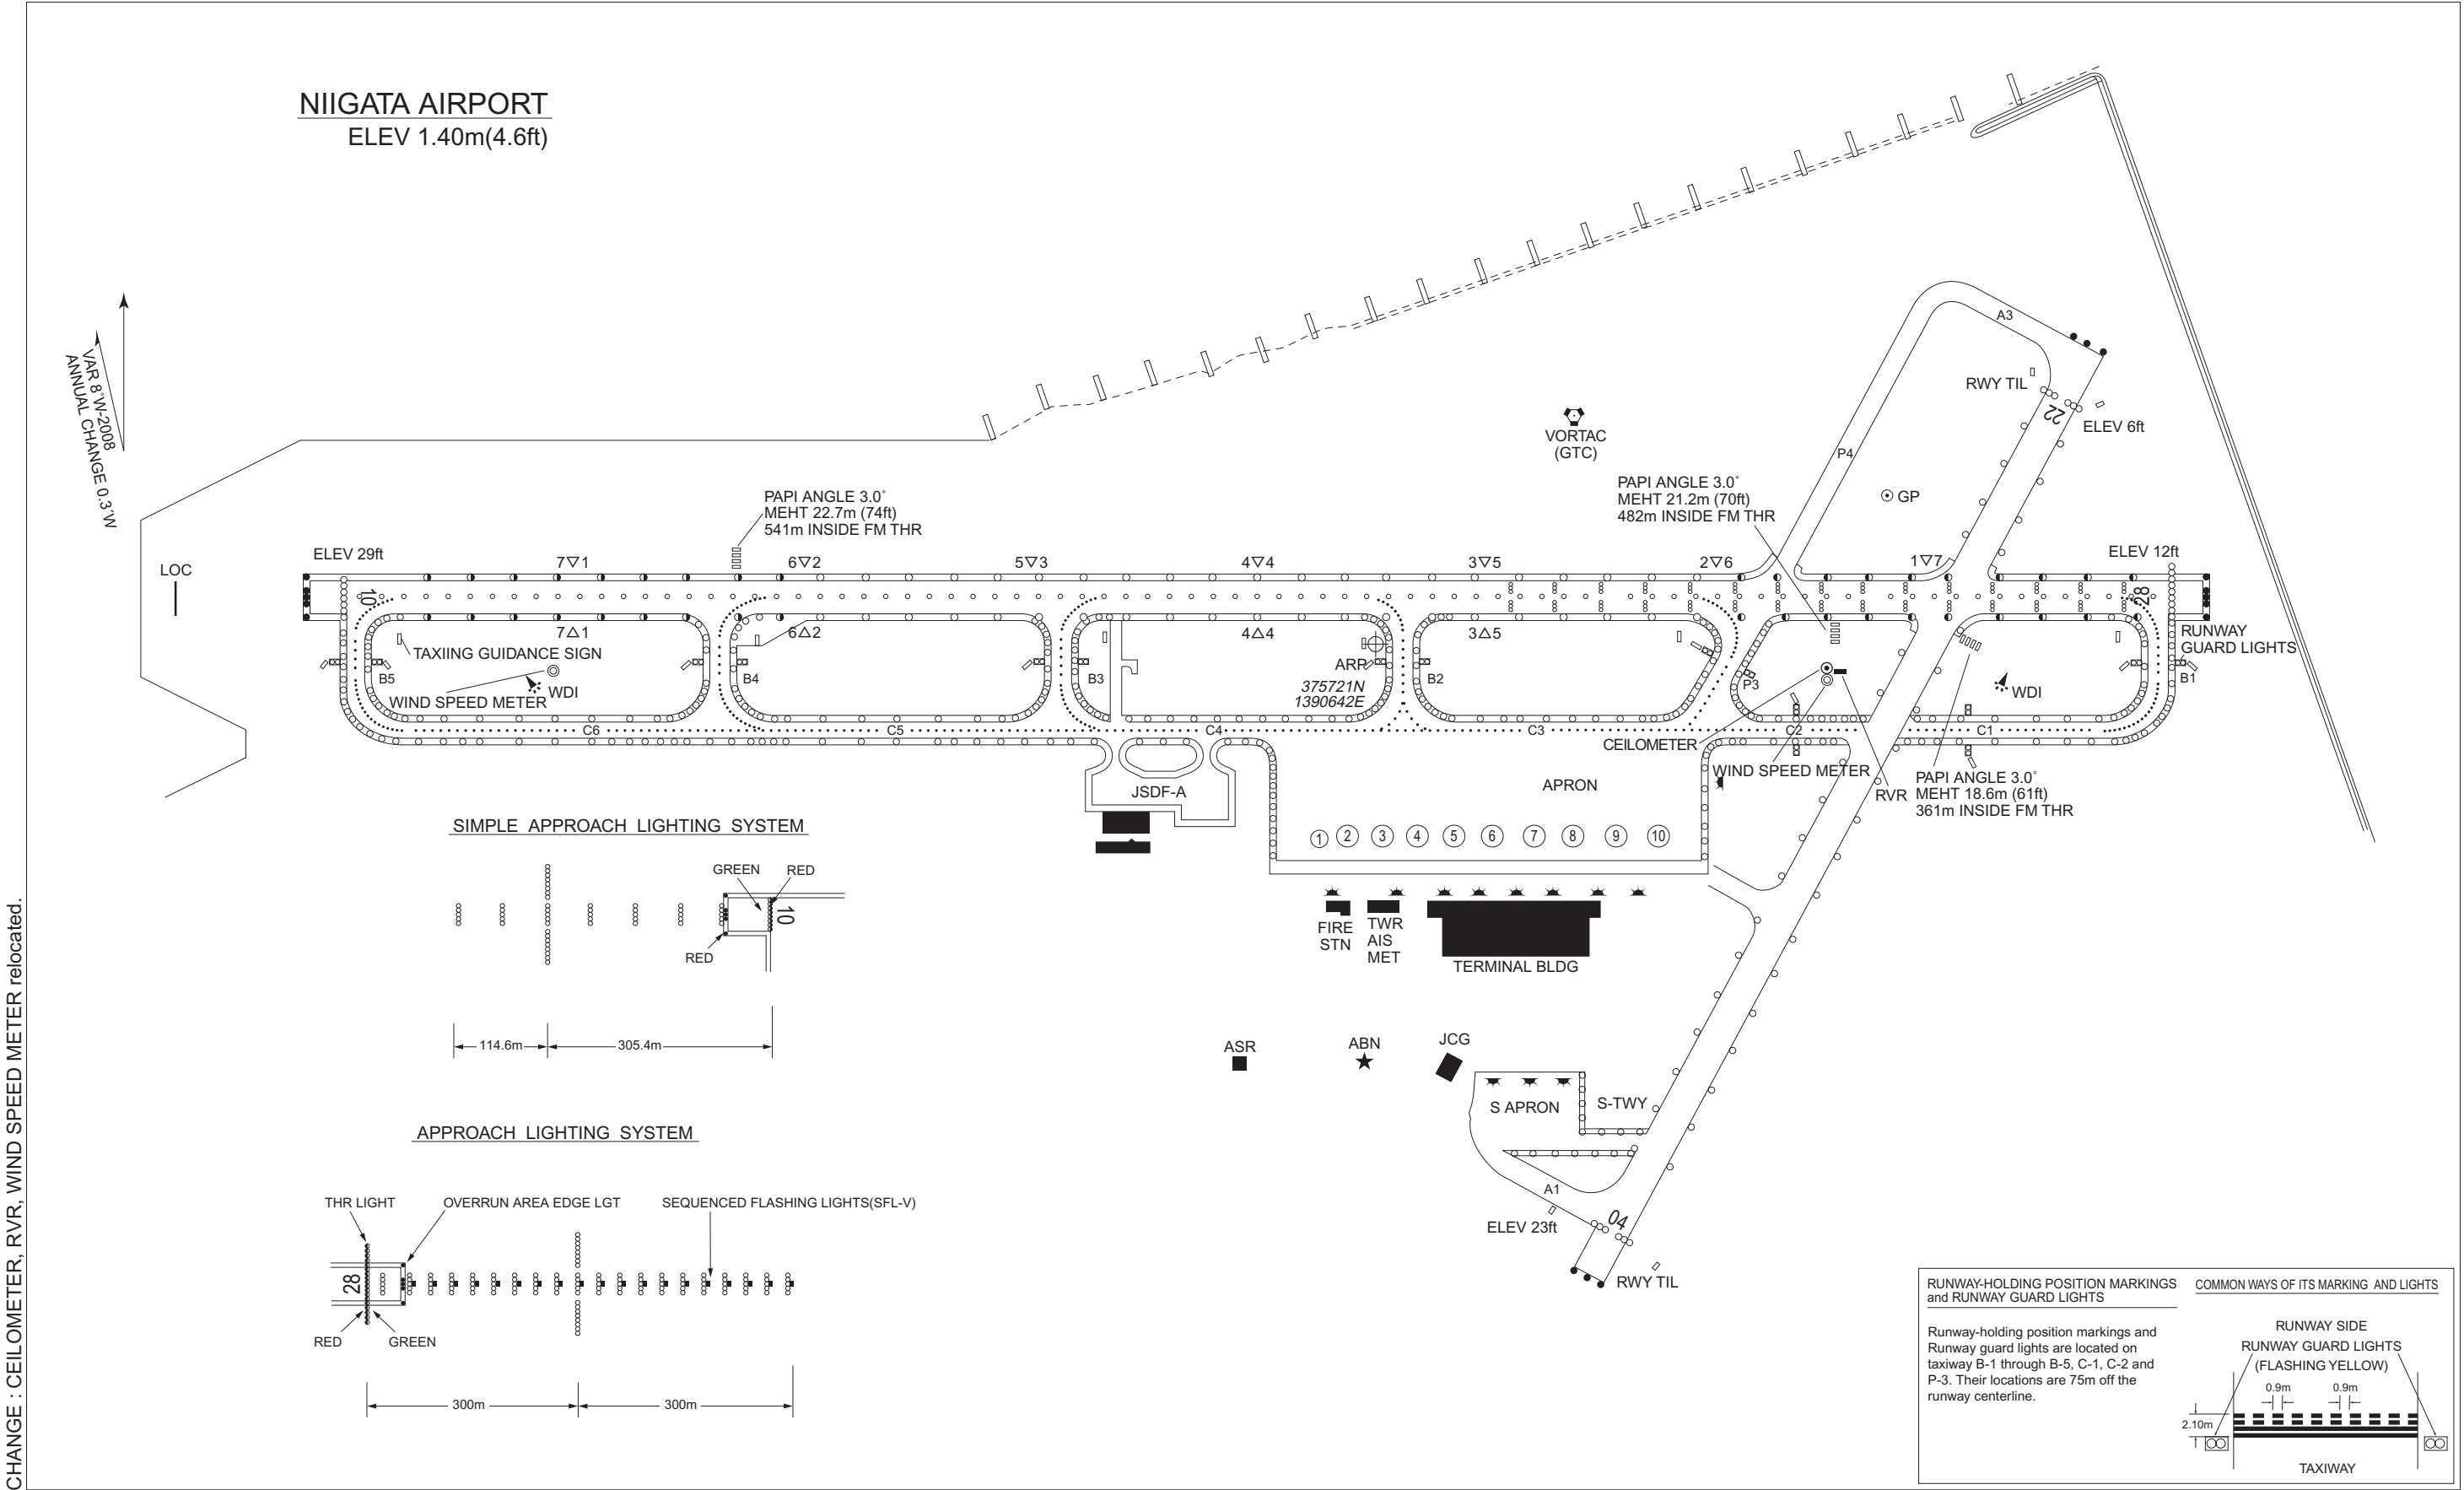 NIIGATA AIRPORT
ELEV 1.40m(4.6ft)
VAR 8°W-2008
ANNUAL CHANGE 0.3'W
VORTAC
(GTC)
A3
RWY TIL
22
ELEV 6ft
P4
GP
PAPI ANGLE 3.0°
MEHT 22.7m (74ft)
541m INSIDE FM THR
PAPI ANGLE 3.0°
MEHT 21.2m (70ft)
482m INSIDE FM THR
LOC
ELEV 29ft
7▽1
6▽2
5▽3
4▽4
3▽5
2▽6
1▽7
ELEV 12ft
10
28
7△1
6△2
4△4
3△5
TAXIING GUIDANCE SIGN
WIND SPEED METER
WDI
B5
B4
B3
ARP
375721N
1390642E
B2
P3
WDI
B1
RUNWAY
GUARD LIGHTS
C6
C5
C4
C3
C2
C1
CEILOMETER
WIND SPEED METER
RVR
PAPI ANGLE 3.0°
MEHT 18.6m (61ft)
361m INSIDE FM THR
JSDF-A
APRON
1
2
3
4
5
6
7
8
9
10
FIRE
STN
TWR
AIS
MET
TERMINAL BLDG
ASR
ABN
JCG
S APRON
S-TWY
A1
ELEV 23ft
04
RWY TIL
SIMPLE APPROACH LIGHTING SYSTEM
GREEN
RED
10
RED
114.6m
305.4m
APPROACH LIGHTING SYSTEM
THR LIGHT
OVERRUN AREA EDGE LGT
SEQUENCED FLASHING LIGHTS(SFL-V)
28
RED
GREEN
300m
300m
RUNWAY-HOLDING POSITION MARKINGS
and RUNWAY GUARD LIGHTS
Runway-holding position markings and
Runway guard lights are located on
taxiway B-1 through B-5, C-1, C-2 and
P-3. Their locations are 75m off the
runway centerline.
COMMON WAYS OF ITS MARKING AND LIGHTS
RUNWAY SIDE
RUNWAY GUARD LIGHTS
(FLASHING YELLOW)
0.9m
0.9m
2.10m
TAXIWAY
CHANGE : CEILOMETER, RVR, WIND SPEED METER relocated.